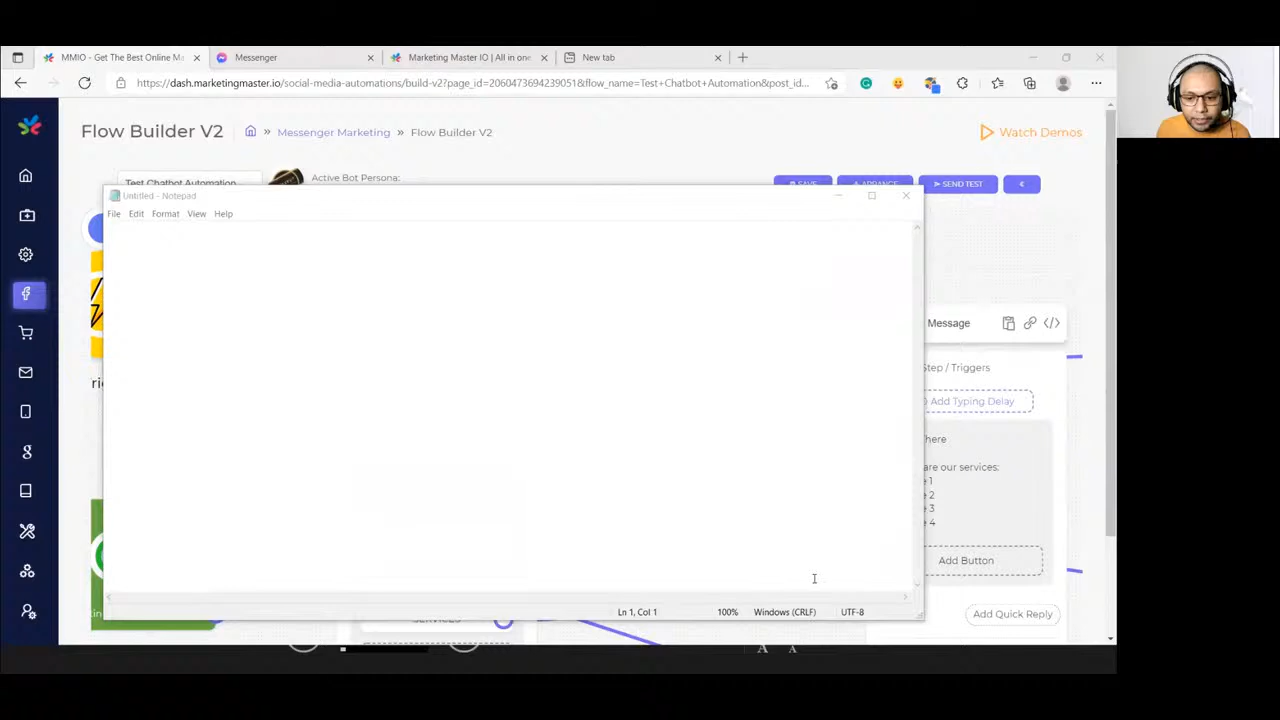 MMIO - Get The Best Online Ma
Messenger
Marketing Master IO | All in one
New tab
https://dash.marketingmaster.io/social-media-automations/build-v2?page_id=2060473694239051&flow_name=Test+Chatbot+Automation&post_id...
Flow Builder V2
» Messenger Marketing » Flow Builder V2
Watch Demos
Test Chatbot Automation
Active Bot Persona:
SAVE
ARRANGE
SEND TEST
Untitled - Notepad
File Edit Format View Help
Message
Step / Triggers
Add Typing Delay
here
are our services:
e 1
e 2
e 3
e 4
Add Button
Add Quick Reply
Ln 1, Col 1
100%
Windows (CRLF)
UTF-8
SERVICES
A A